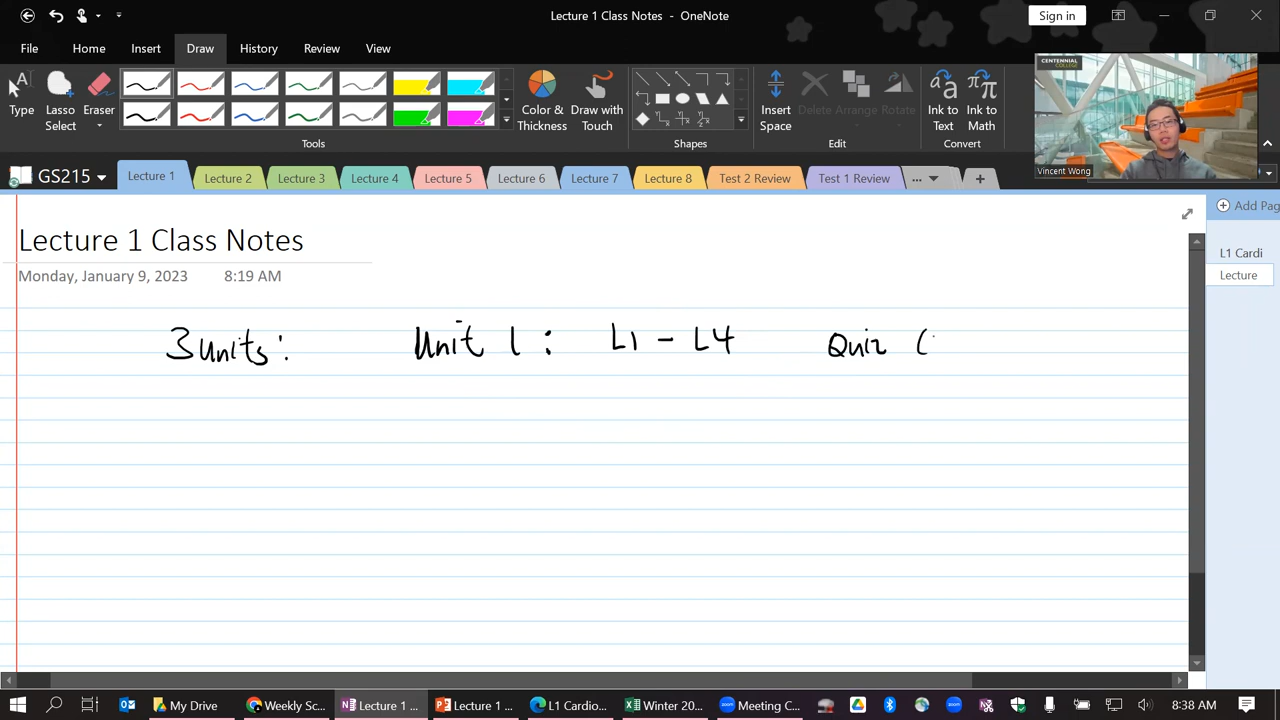 Lecture 1 Class Notes - OneNote
Sign in
File Home Insert Draw History Review View
Type
Lasso Select
Eraser
Color & Thickness
Draw with Touch
Insert Space
Delete Arrange Rotate
Ink to Text
Ink to Math
Tools
Shapes
Edit
Convert
CENTENNIAL COLLEGE
Vincent Wong
GS215 Lecture 1 Lecture 2 Lecture 3 Lecture 4 Lecture 5 Lecture 6 Lecture 7 Lecture 8 Test 2 Review Test 1 Review ...
Add Pag
Lecture 1 Class Notes
L1 Cardi
Lecture
Monday, January 9, 2023 8:19 AM
3 units: Unit 1: L1 - L4 Quiz (
My Drive Weekly Sc... Lecture 1 ... Lecture 1 ... Cardio... Winter 20... Meeting C... 8:38 AM